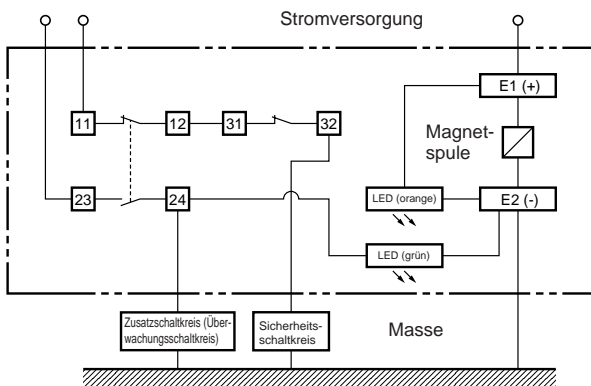 Stromversorgung
E1 (+)
11
12
31
32
Magnet-
spule
23
24
LED (orange)
E2 (-)
LED (grün)
Zusatzschaltkreis (Über-
wachungsschaltkreis)
Sicherheits-
schaltkreis
Masse